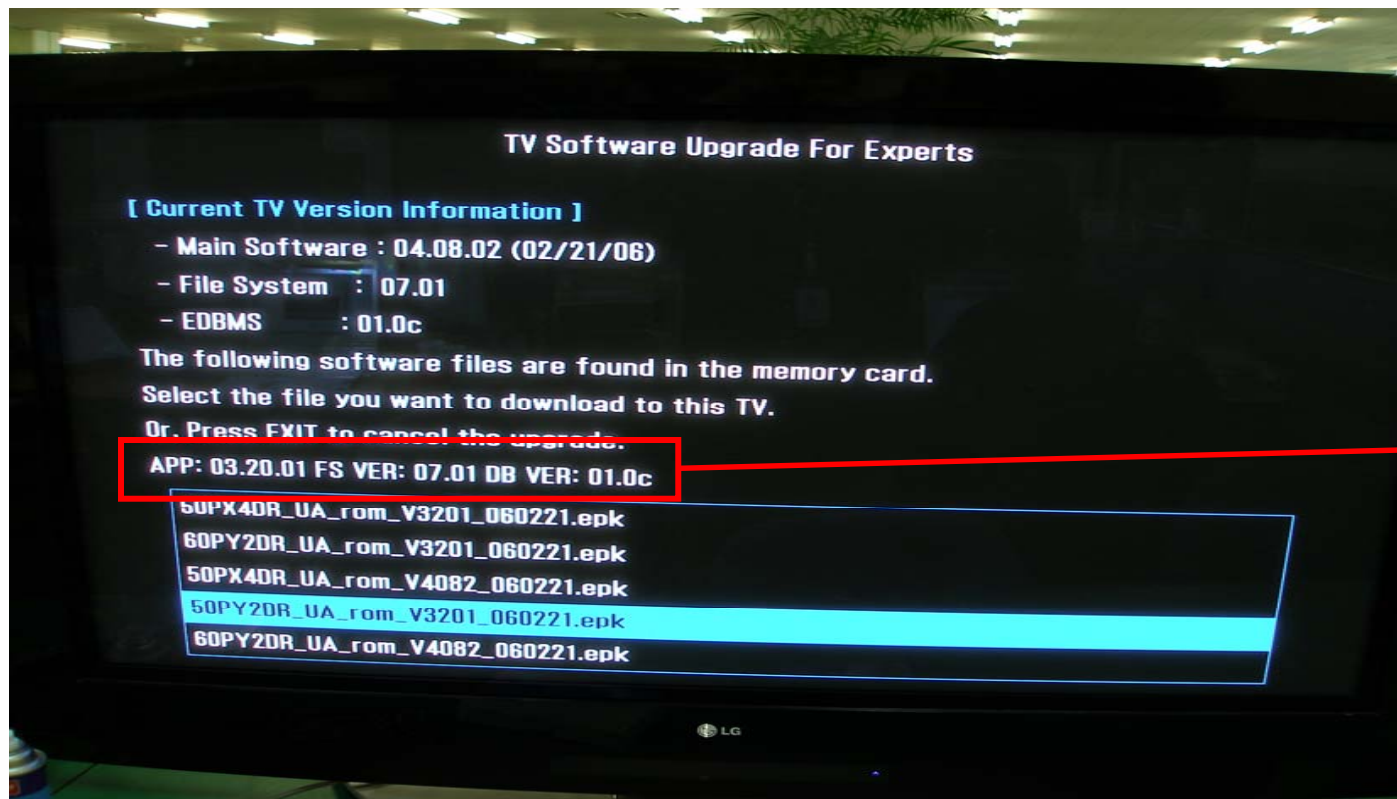 TV Software Upgrade For Experts
[ Current TV Version Information ]
- Main Software : 04.08.02 (02/21/06)
- File System : 07.01
- EDBMS : 01.0c
The following software files are found in the memory card.
Select the file you want to download to this TV.
Or, Press EXIT to cancel the upgrade.
APP: 03.20.01 FS VER: 07.01 DB VER: 01.0c
50PX4DR_UA_rom_V3201_060221.epk
60PY2DR_UA_rom_V3201_060221.epk
50PX4DR_UA_rom_V4082_060221.epk
50PY2DR_UA_rom_V3201_060221.epk
60PY2DR_UA_rom_V4082_060221.epk
LG